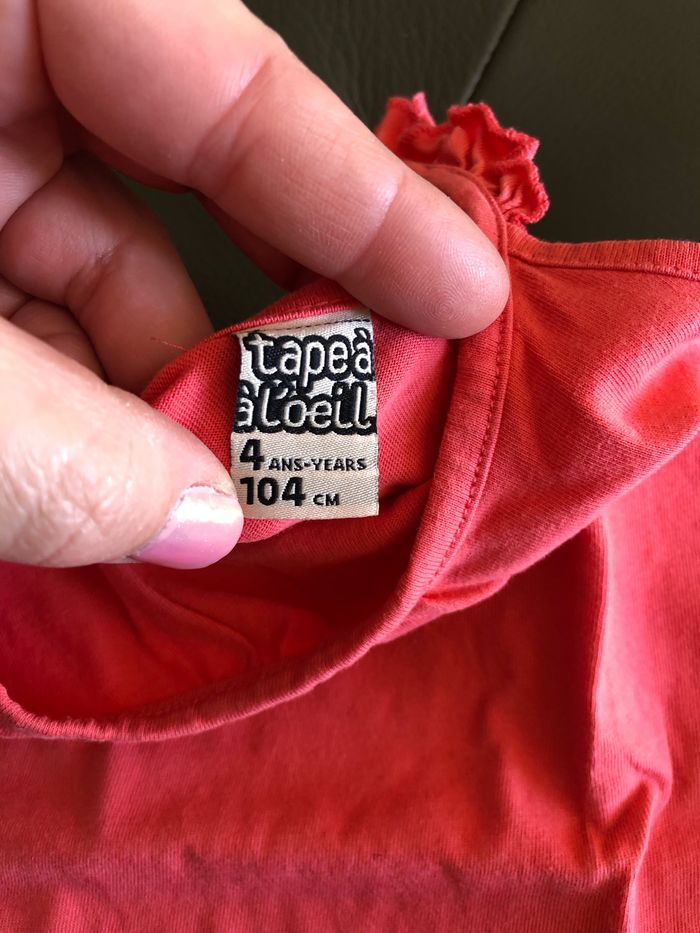 tapeà
àl'oeil
4 ANS-YEARS
104 CM